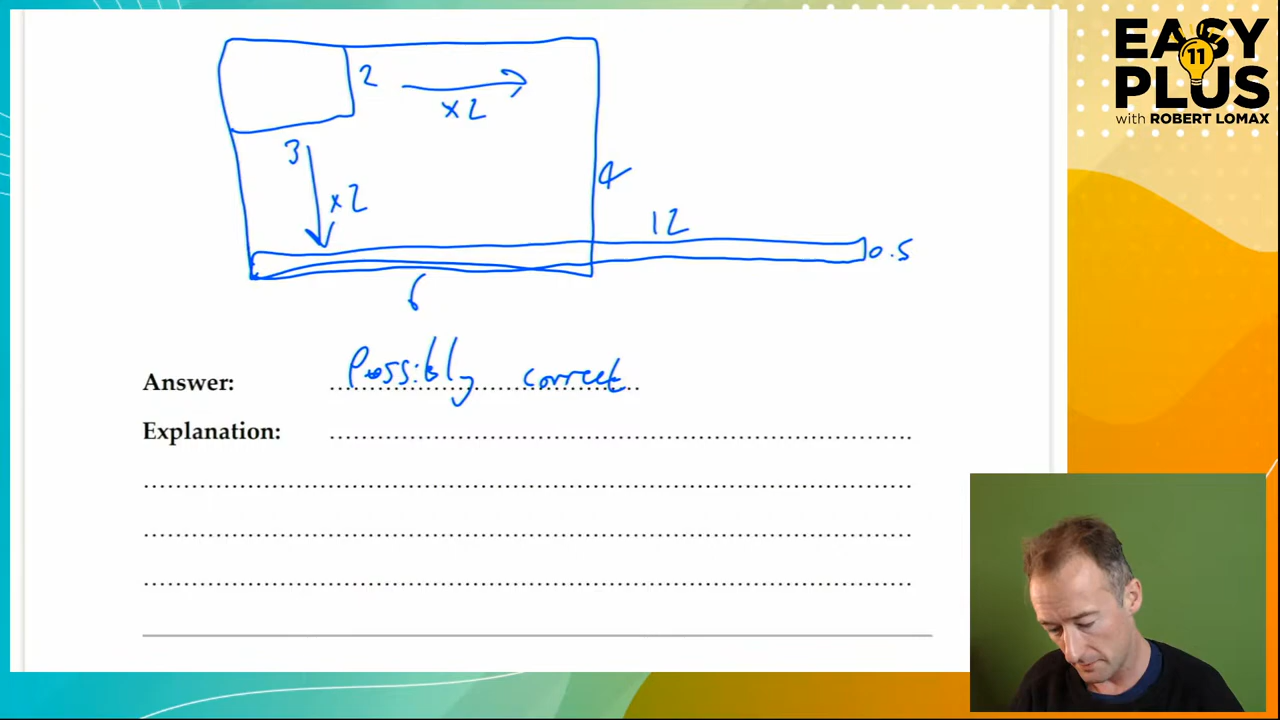 EASY
11
PLUS
with ROBERT LOMAX
2
×2
3
×2
4
12
0.5
6
Answer: Possibly correct
Explanation: